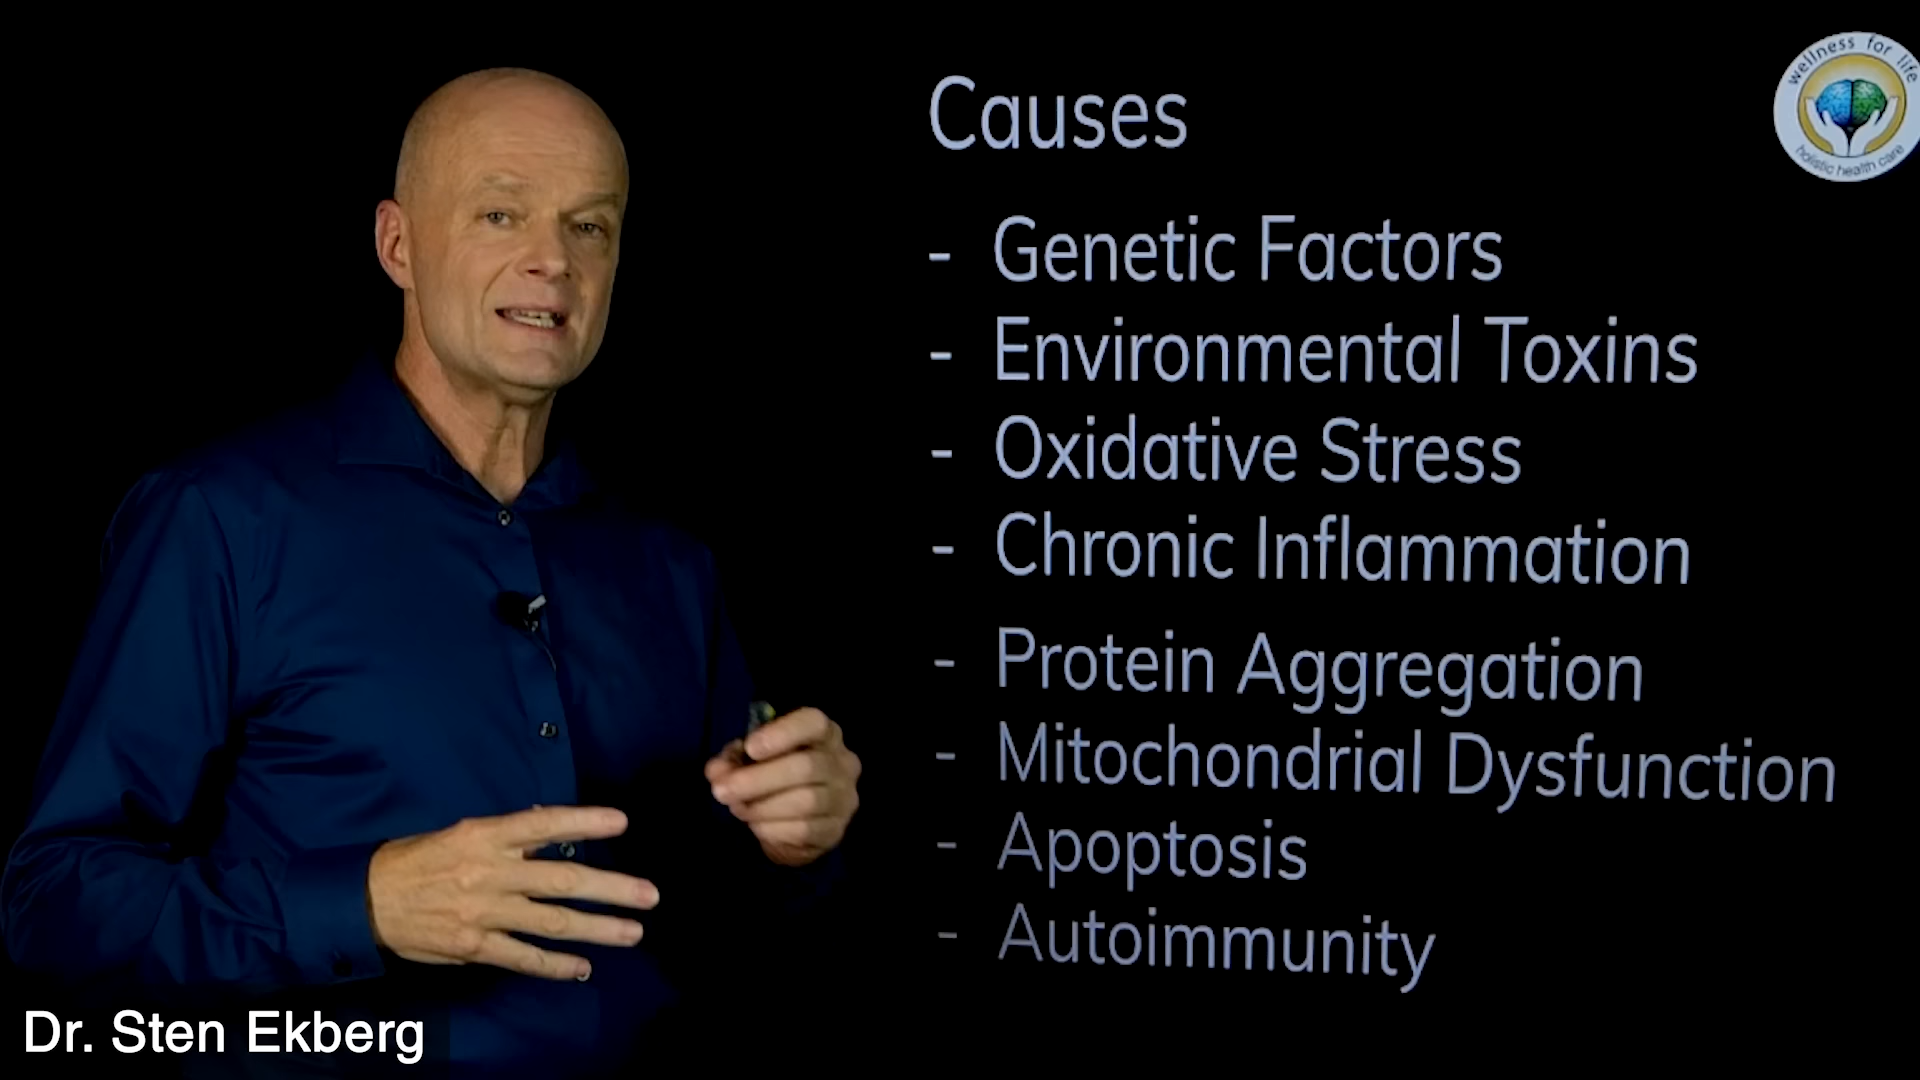 Causes
wellness for life
holistic health care
- Genetic Factors
- Environmental Toxins
- Oxidative Stress
- Chronic Inflammation
- Protein Aggregation
- Mitochondrial Dysfunction
- Apoptosis
- Autoimmunity
Dr. Sten Ekberg